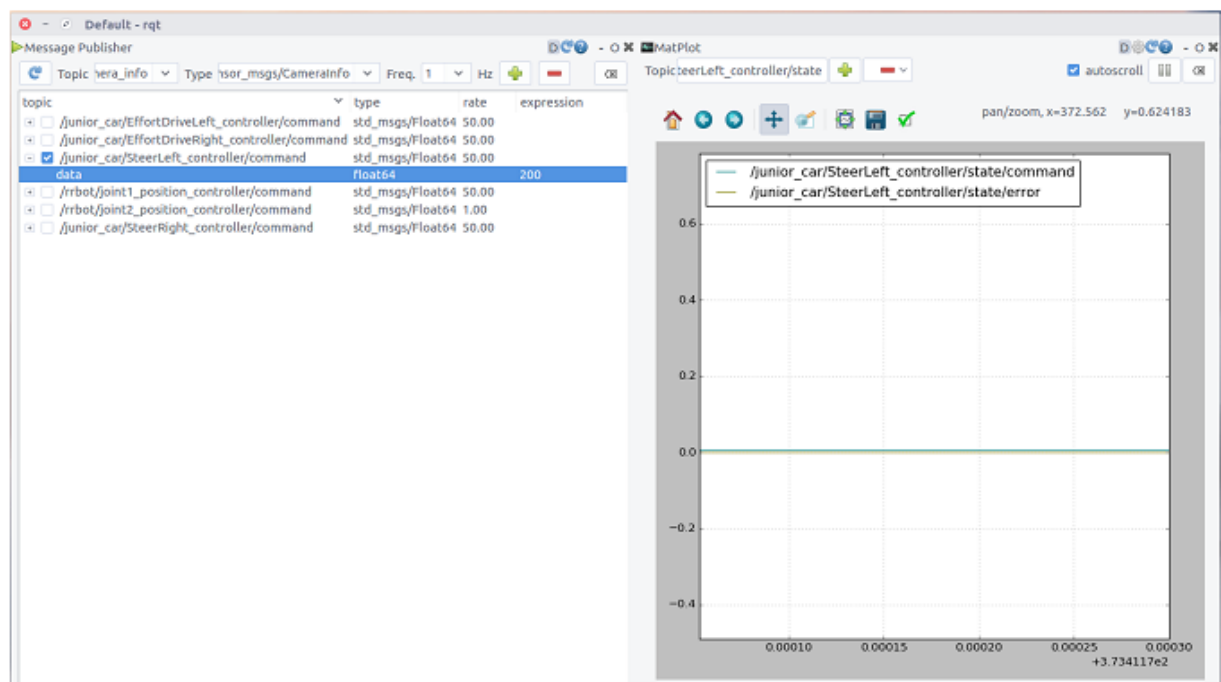 Default - rqt
Message Publisher
D
MatPlot
D
Topic hera_info Type nsor_msgs/CameraInfo Freq. 1 Hz
Topic teerLeft_controller/state
autoscroll
topic type rate expression
/junior_car/EffortDriveLeft_controller/command std_msgs/Float64 50.00
/junior_car/EffortDriveRight_controller/command std_msgs/Float64 50.00
/junior_car/SteerLeft_controller/command std_msgs/Float64 50.00
data float64 200
/rrbot/joint1_position_controller/command std_msgs/Float64 50.00
/rrbot/joint2_position_controller/command std_msgs/Float64 1.00
/junior_car/SteerRight_controller/command std_msgs/Float64 50.00
pan/zoom, x=372.562 y=0.624183
/junior_car/SteerLeft_controller/state/command
/junior_car/SteerLeft_controller/state/error
0.6
0.4
0.2
0.0
−0.2
−0.4
0.00010 0.00015 0.00020 0.00025 0.00030
+3.734117e2